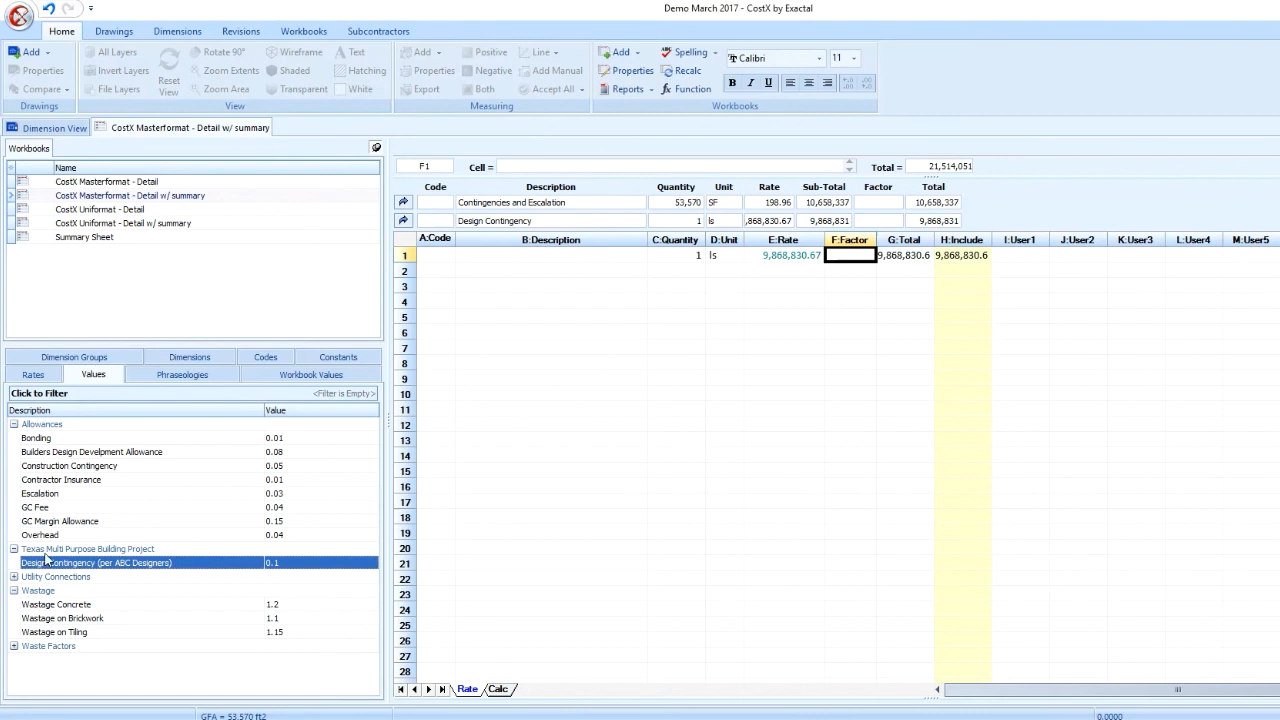 Demo March 2017 - CostX by Exactal
Home Drawings Dimensions Revisions Workbooks Subcontractors
Add All Layers Rotate 90° Wireframe Text Add Positive Line Add Spelling Calibri 11
Properties Invert Layers Reset View Zoom Extents Shaded Hatching Properties Negative Add Manual Properties Recalc B I U
Compare File Layers Zoom Area Transparent White Export Both Accept All Reports Function
Drawings View Measuring Workbooks
Dimension View CostX Masterformat - Detail w/ summary
Workbooks
F1 Cell = Total = 21,514,051
Name
CostX Masterformat - Detail
CostX Masterformat - Detail w/ summary
CostX Uniformat - Detail
CostX Uniformat - Detail w/ summary
Summary Sheet
Code Description Quantity Unit Rate Sub-Total Factor Total
Contingencies and Escalation 53,570 SF 198.96 10,658,337 10,658,337
Design Contingency 1 ls ,868,830.67 9,868,831 9,868,831
A:Code B:Description C:Quantity D:Unit E:Rate F:Factor G:Total H:Include I:User1 J:User2 K:User3 L:User4 M:User5
1 1 ls 9,868,830.67 9,868,830.6 9,868,830.6
2
3
4
5
6
7
8
9
10
11
12
13
14
15
16
17
18
19
20
21
22
23
24
25
26
27
28
Dimension Groups Dimensions Codes Constants
Rates Values Phraseologies Workbook Values
Click to Filter <Filter is Empty>
Description Value
Allowances
Bonding 0.01
Builders Design Develpment Allowance 0.08
Construction Contingency 0.05
Contractor Insurance 0.01
Escalation 0.03
GC Fee 0.04
GC Margin Allowance 0.15
Overhead 0.04
Texas Multi Purpose Building Project
Design Contingency (per ABC Designers) 0.1
Utility Connections
Wastage
Wastage Concrete 1.2
Wastage on Brickwork 1.1
Wastage on Tiling 1.15
Waste Factors
Rate Calc
GFA = 53,570 ft2 0.0000